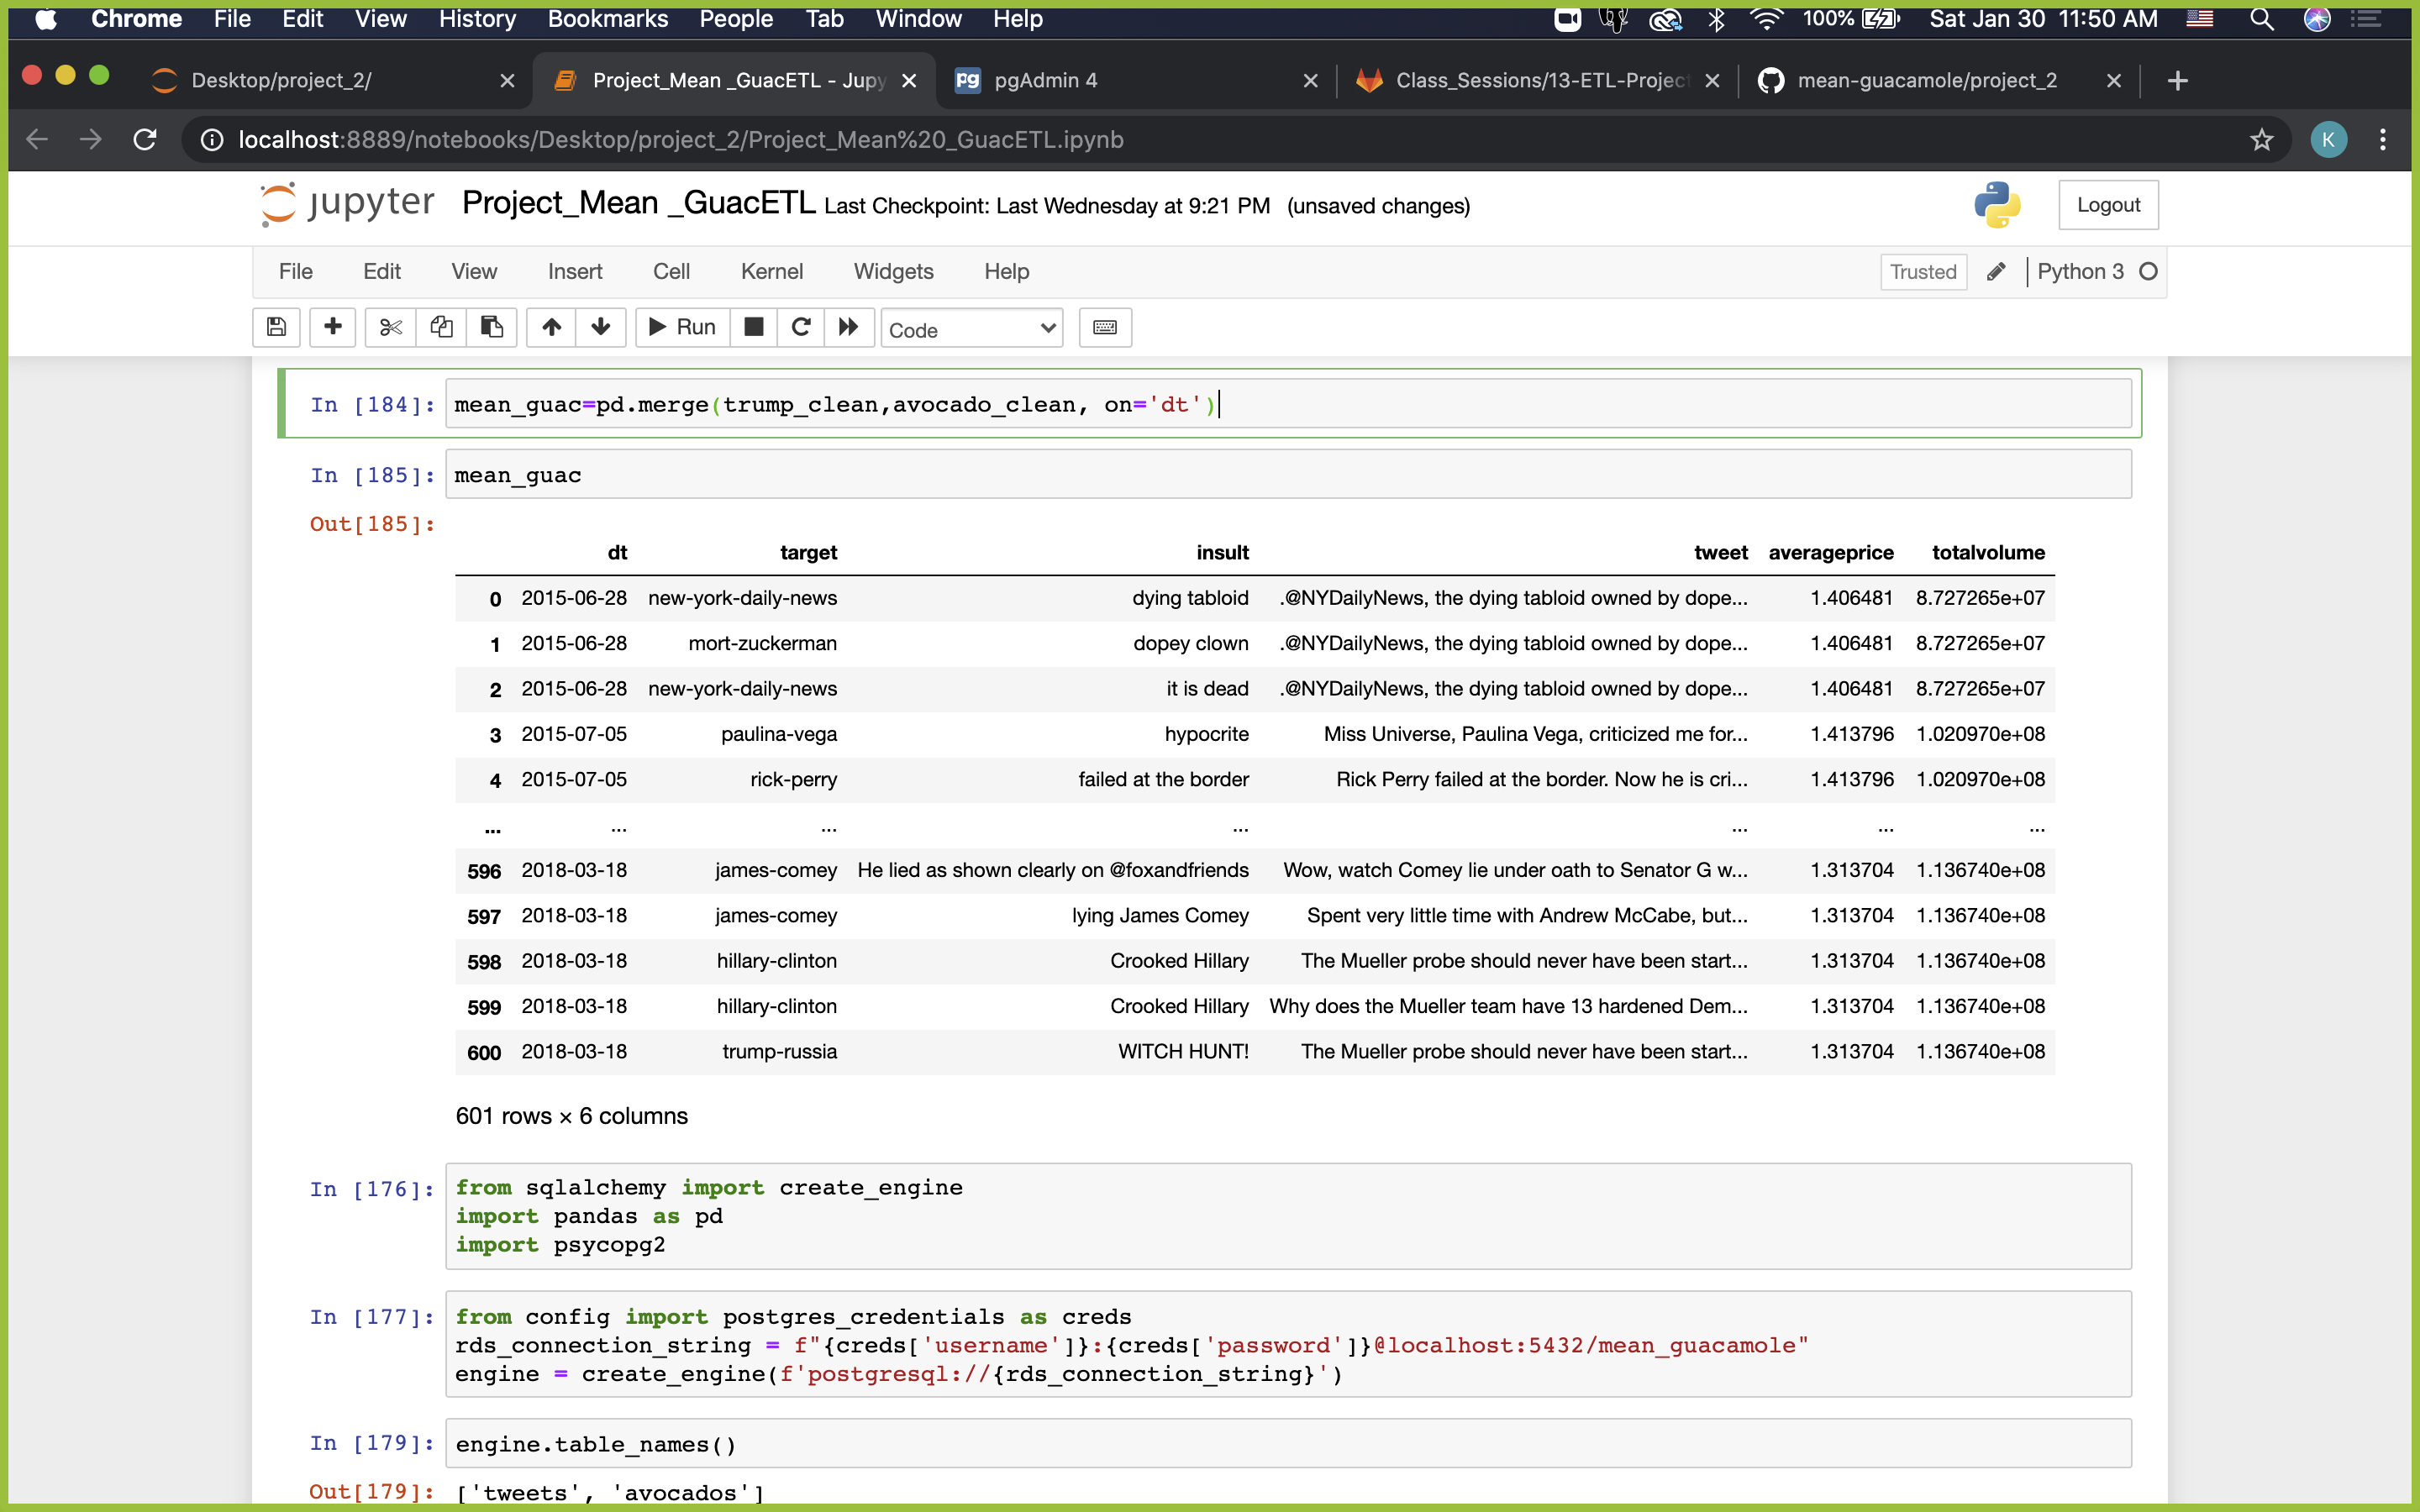 Chrome File Edit View History Bookmarks People Tab Window Help 100% Sat Jan 30 11:50 AM
Desktop/project_2/ Project_Mean _GuacETL - Jupy pgAdmin 4 Class_Sessions/13-ETL-Project mean-guacamole/project_2
localhost:8889/notebooks/Desktop/project_2/Project_Mean%20_GuacETL.ipynb K
jupyter Project_Mean _GuacETL Last Checkpoint: Last Wednesday at 9:21 PM (unsaved changes) Logout
File Edit View Insert Cell Kernel Widgets Help Trusted Python 3
Run Code
In [184]: mean_guac=pd.merge(trump_clean,avocado_clean, on='dt')
In [185]: mean_guac
Out[185]:
dt target insult tweet averageprice totalvolume
0 2015-06-28 new-york-daily-news dying tabloid .@NYDailyNews, the dying tabloid owned by dope... 1.406481 8.727265e+07
1 2015-06-28 mort-zuckerman dopey clown .@NYDailyNews, the dying tabloid owned by dope... 1.406481 8.727265e+07
2 2015-06-28 new-york-daily-news it is dead .@NYDailyNews, the dying tabloid owned by dope... 1.406481 8.727265e+07
3 2015-07-05 paulina-vega hypocrite Miss Universe, Paulina Vega, criticized me for... 1.413796 1.020970e+08
4 2015-07-05 rick-perry failed at the border Rick Perry failed at the border. Now he is cri... 1.413796 1.020970e+08
... ... ... ... ... ... ...
596 2018-03-18 james-comey He lied as shown clearly on @foxandfriends Wow, watch Comey lie under oath to Senator G w... 1.313704 1.136740e+08
597 2018-03-18 james-comey lying James Comey Spent very little time with Andrew McCabe, but... 1.313704 1.136740e+08
598 2018-03-18 hillary-clinton Crooked Hillary The Mueller probe should never have been start... 1.313704 1.136740e+08
599 2018-03-18 hillary-clinton Crooked Hillary Why does the Mueller team have 13 hardened Dem... 1.313704 1.136740e+08
600 2018-03-18 trump-russia WITCH HUNT! The Mueller probe should never have been start... 1.313704 1.136740e+08
601 rows × 6 columns
In [176]: from sqlalchemy import create_engine
import pandas as pd
import psycopg2
In [177]: from config import postgres_credentials as creds
rds_connection_string = f"{creds['username']}:{creds['password']}@localhost:5432/mean_guacamole"
engine = create_engine(f'postgresql://{rds_connection_string}')
In [179]: engine.table_names()
Out[179]: ['tweets', 'avocados']